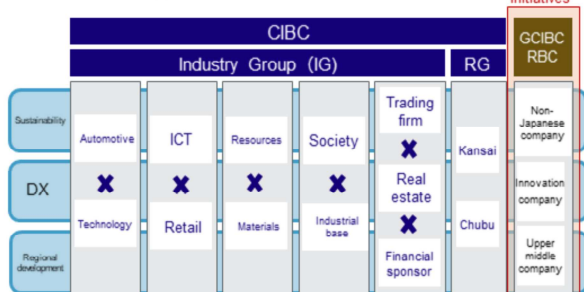 Initiatives
CIBC
GCIBC
RBC
Industry Group (IG)
RG
Sustainability
DX
Regional
development
Automotive
Technology
ICT
Retail
Resources
Materials
Society
Industrial
base
Trading
firm
Real
estate
Financial
sponsor
Kansai
Chubu
Non-
Japanese
company
Innovation
company
Upper
middle
company